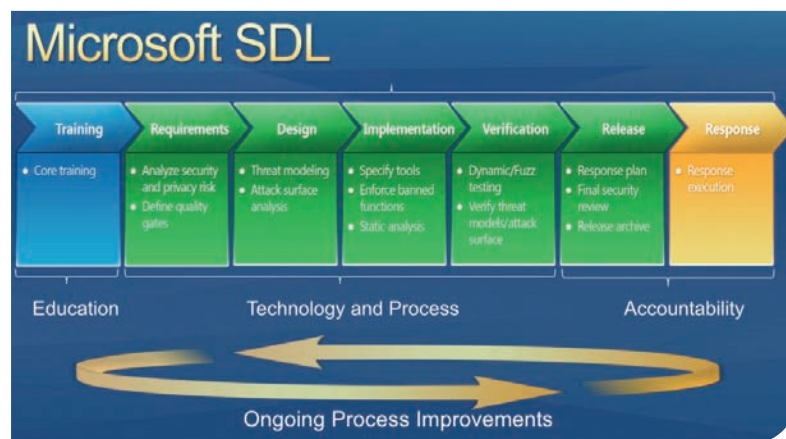 Microsoft SDL
Training
Requirements
Design
Implementation
Verification
Release
Response
• Core training
• Analyze security
and privacy risk
• Define quality
gates
• Threat modeling
• Attack surface
analysis
• Specify tools
• Enforce banned
functions
• Static analysis
• Dynamic/Fuzz
testing
• Verify threat
models/attack
surface
• Response plan
• Final security
review
• Release archive
• Response
execution
Education
Technology and Process
Accountability
Ongoing Process Improvements